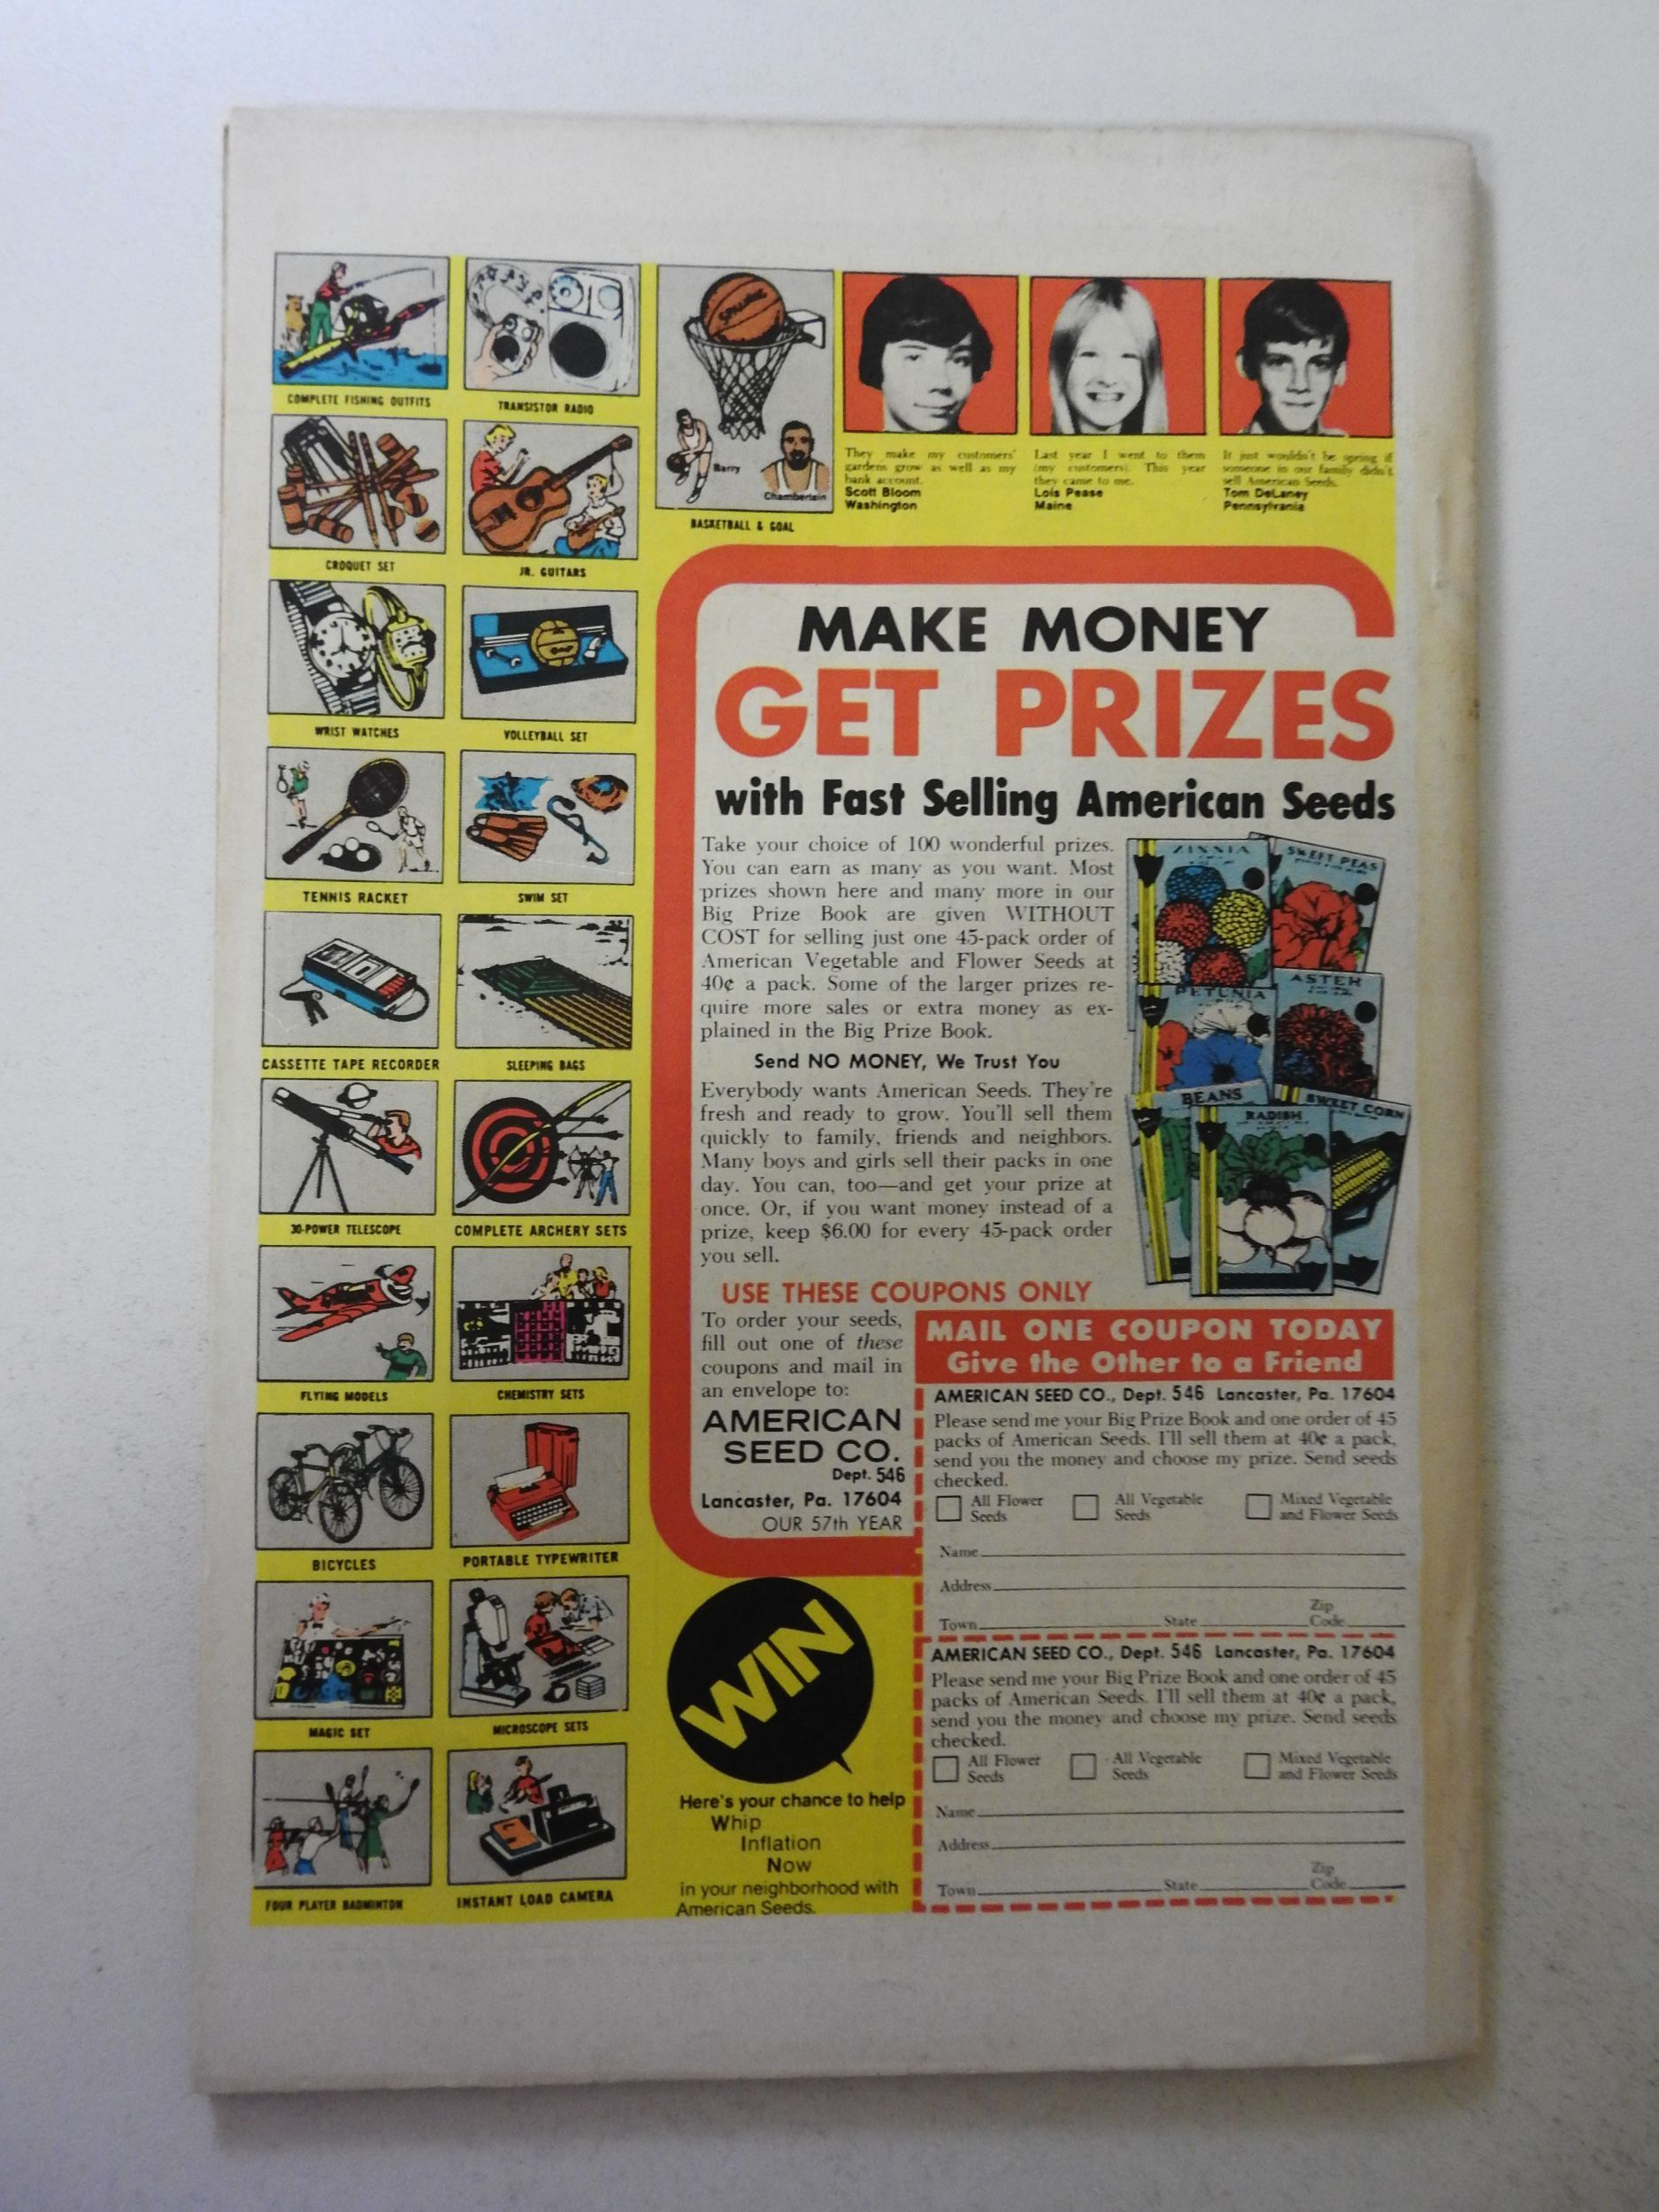 COMPLETE FISHING OUTFITS
TRANSISTOR RADIO
SPALDING
Barry
Chamberlain
BASKETBALL & GOAL
They make my customers'
gardens grow as well as my
bank account.
Scott Bloom
Washington
Last year I went to them
(my customers). This year
they came to me.
Lois Pease
Maine
It just wouldn't be spring if
someone in our family didn't
sell American Seeds.
Tom DeLaney
Pennsylvania
CROQUET SET
JR. GUITARS
WRIST WATCHES
VOLLEYBALL SET
TENNIS RACKET
SWIM SET
CASSETTE TAPE RECORDER
SLEEPING BAGS
30-POWER TELESCOPE
COMPLETE ARCHERY SETS
FLYING MODELS
CHEMISTRY SETS
BICYCLES
PORTABLE TYPEWRITER
MAGIC SET
MICROSCOPE SETS
FOUR PLAYER BADMINTON
INSTANT LOAD CAMERA
MAKE MONEY
GET PRIZES
with Fast Selling American Seeds
Take your choice of 100 wonderful prizes.
You can earn as many as you want. Most
prizes shown here and many more in our
Big Prize Book are given WITHOUT
COST for selling just one 45-pack order of
American Vegetable and Flower Seeds at
40¢ a pack. Some of the larger prizes re-
quire more sales or extra money as ex-
plained in the Big Prize Book.
Send NO MONEY, We Trust You
Everybody wants American Seeds. They're
fresh and ready to grow. You'll sell them
quickly to family, friends and neighbors.
Many boys and girls sell their packs in one
day. You can, too—and get your prize at
once. Or, if you want money instead of a
prize, keep $6.00 for every 45-pack order
you sell.
ZINNIA
SWEET PEAS
PETUNIA
ASTER
BEANS
RADISH
SWEET CORN
USE THESE COUPONS ONLY
To order your seeds,
fill out one of these
coupons and mail in
an envelope to:
AMERICAN
SEED CO.
Dept. 546
Lancaster, Pa. 17604
OUR 57th YEAR
MAIL ONE COUPON TODAY
Give the Other to a Friend
AMERICAN SEED CO., Dept. 546 Lancaster, Pa. 17604
Please send me your Big Prize Book and one order of 45
packs of American Seeds. I'll sell them at 40¢ a pack,
send you the money and choose my prize. Send seeds
checked.
All Flower Seeds
All Vegetable Seeds
Mixed Vegetable and Flower Seeds
Name
Address
Town State Zip Code
AMERICAN SEED CO., Dept. 546 Lancaster, Pa. 17604
Please send me your Big Prize Book and one order of 45
packs of American Seeds. I'll sell them at 40¢ a pack,
send you the money and choose my prize. Send seeds
checked.
All Flower Seeds
All Vegetable Seeds
Mixed Vegetable and Flower Seeds
Name
Address
Town State Zip Code
WIN
Here's your chance to help
Whip
Inflation
Now
in your neighborhood with
American Seeds.